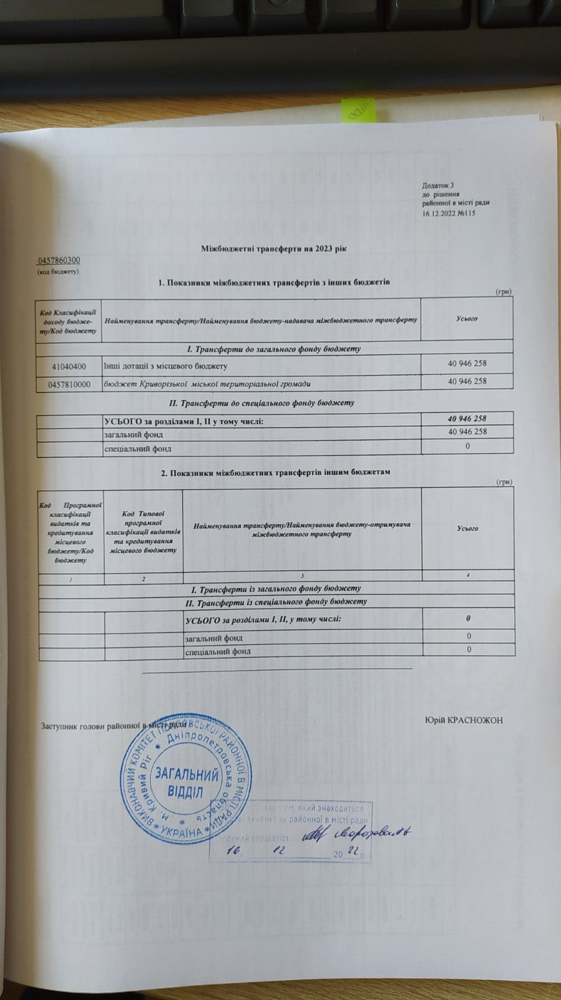 Додаток 3
до рішення
районної в місті ради
16.12.2022 №115
Міжбюджетні трансферти на 2023 рік
0457860300
(код бюджету)
1. Показники міжбюджетних трансфертів з інших бюджетів
(грн)
Код Класифікації
доходу бюдже-
ту/Код бюджету
Найменування трансферту/Найменування бюджету-надавача міжбюджетного трансферту
Усього
I. Трансферти до загального фонду бюджету
41040400 Інші дотації з місцевого бюджету 40 946 258
0457810000 бюджет Криворізької міської територіальної громади 40 946 258
II. Трансферти до спеціального фонду бюджету
УСЬОГО за розділами I, II у тому числі: 40 946 258
загальний фонд 40 946 258
спеціальний фонд 0
2. Показники міжбюджетних трансфертів іншим бюджетам
(грн)
Код Програмної
класифікації
видатків та
кредитування
місцевого
бюджету/Код
бюджету
Код Типової
програмної
класифікації видатків
та кредитування
місцевого бюджету
Найменування трансферту/Найменування бюджету-отримувача
міжбюджетного трансферту
Усього
1 2 3 4
I. Трансферти із загального фонду бюджету
II. Трансферти із спеціального фонду бюджету
УСЬОГО за розділами I, II, у тому числі: 0
загальний фонд 0
спеціальний фонд 0
Заступник голови районної в місті ради Юрій КРАСНОЖОН
ВИКОНАВЧИЙ КОМІТЕТ ПОКРОВСЬКОЇ РАЙОННОЇ В МІСТІ РАДИ
* УКРАЇНА *
м. Кривий Ріг * Дніпропетровська область *
ЗАГАЛЬНИЙ
ВІДДІЛ
який знаходиться
районної в місті ради
спеціаліст
16 12 2022 р.